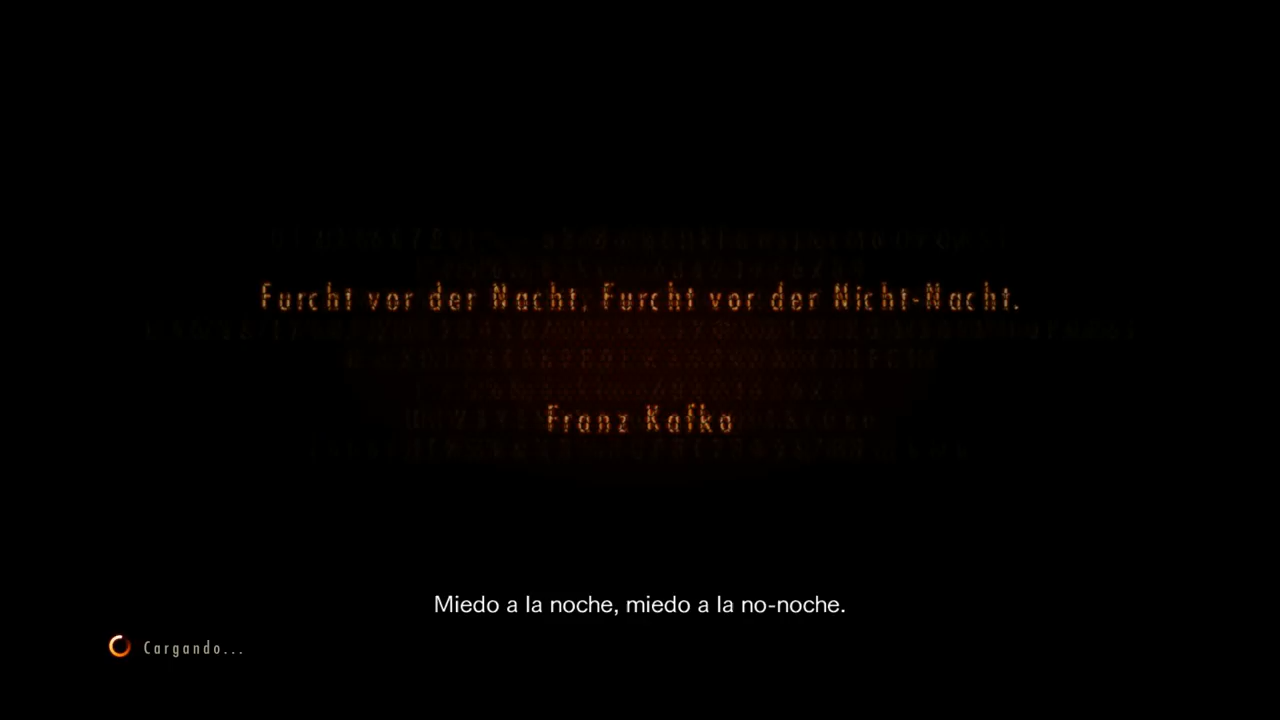 Furcht vor der Nacht, Furcht vor der Nicht-Nacht.
Franz Kafka
Miedo a la noche, miedo a la no-noche.
Cargando...